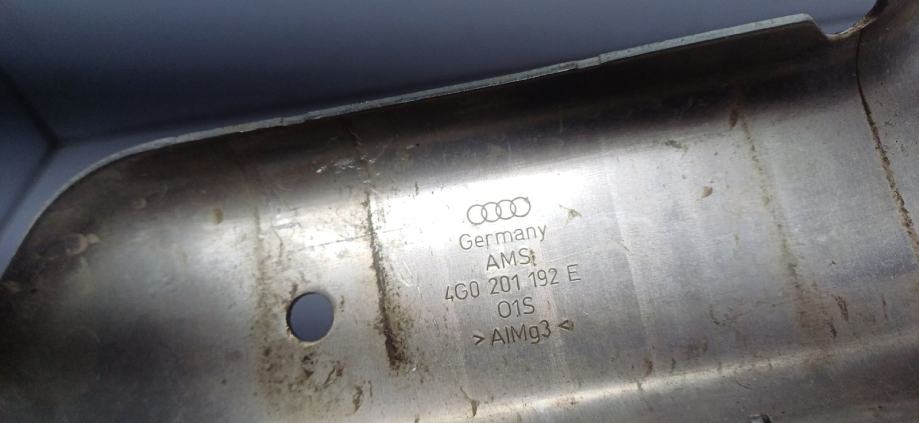 Germany
AMS
4G0 201 192 E
01S
>AlMg3<